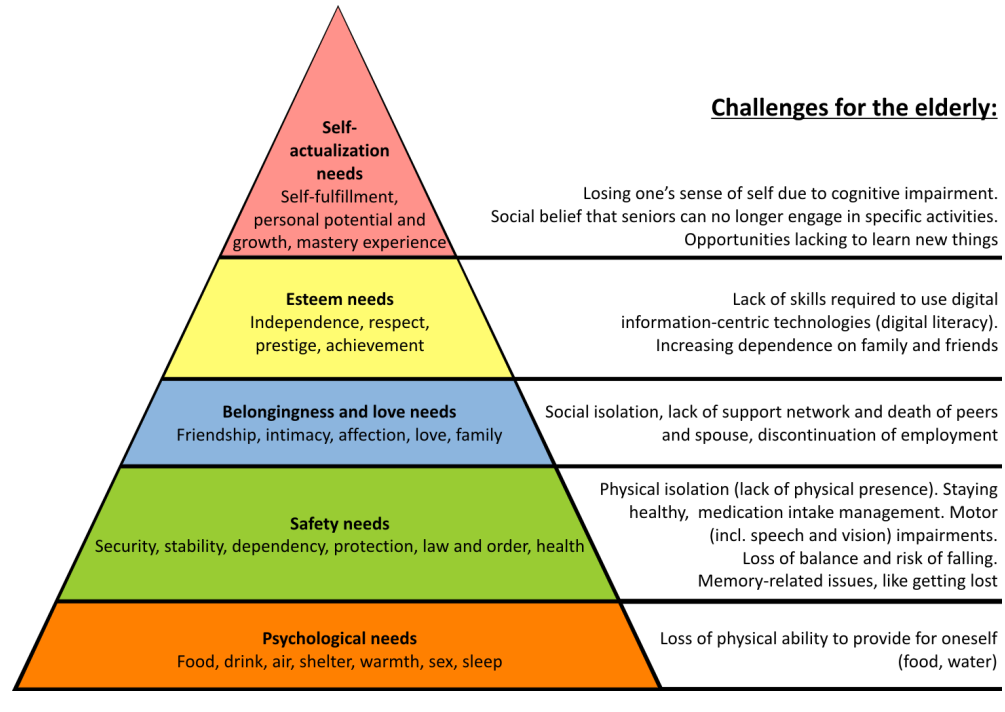 Challenges for the elderly:
Self-
actualization
needs
Self-fulfillment,
personal potential and
growth, mastery experience
Losing one’s sense of self due to cognitive impairment.
Social belief that seniors can no longer engage in specific activities.
Opportunities lacking to learn new things
Esteem needs
Independence, respect,
prestige, achievement
Lack of skills required to use digital
information-centric technologies (digital literacy).
Increasing dependence on family and friends
Belongingness and love needs
Friendship, intimacy, affection, love, family
Social isolation, lack of support network and death of peers
and spouse, discontinuation of employment
Safety needs
Security, stability, dependency, protection, law and order, health
Physical isolation (lack of physical presence). Staying
healthy, medication intake management. Motor
(incl. speech and vision) impairments.
Loss of balance and risk of falling.
Memory-related issues, like getting lost
Psychological needs
Food, drink, air, shelter, warmth, sex, sleep
Loss of physical ability to provide for oneself
(food, water)